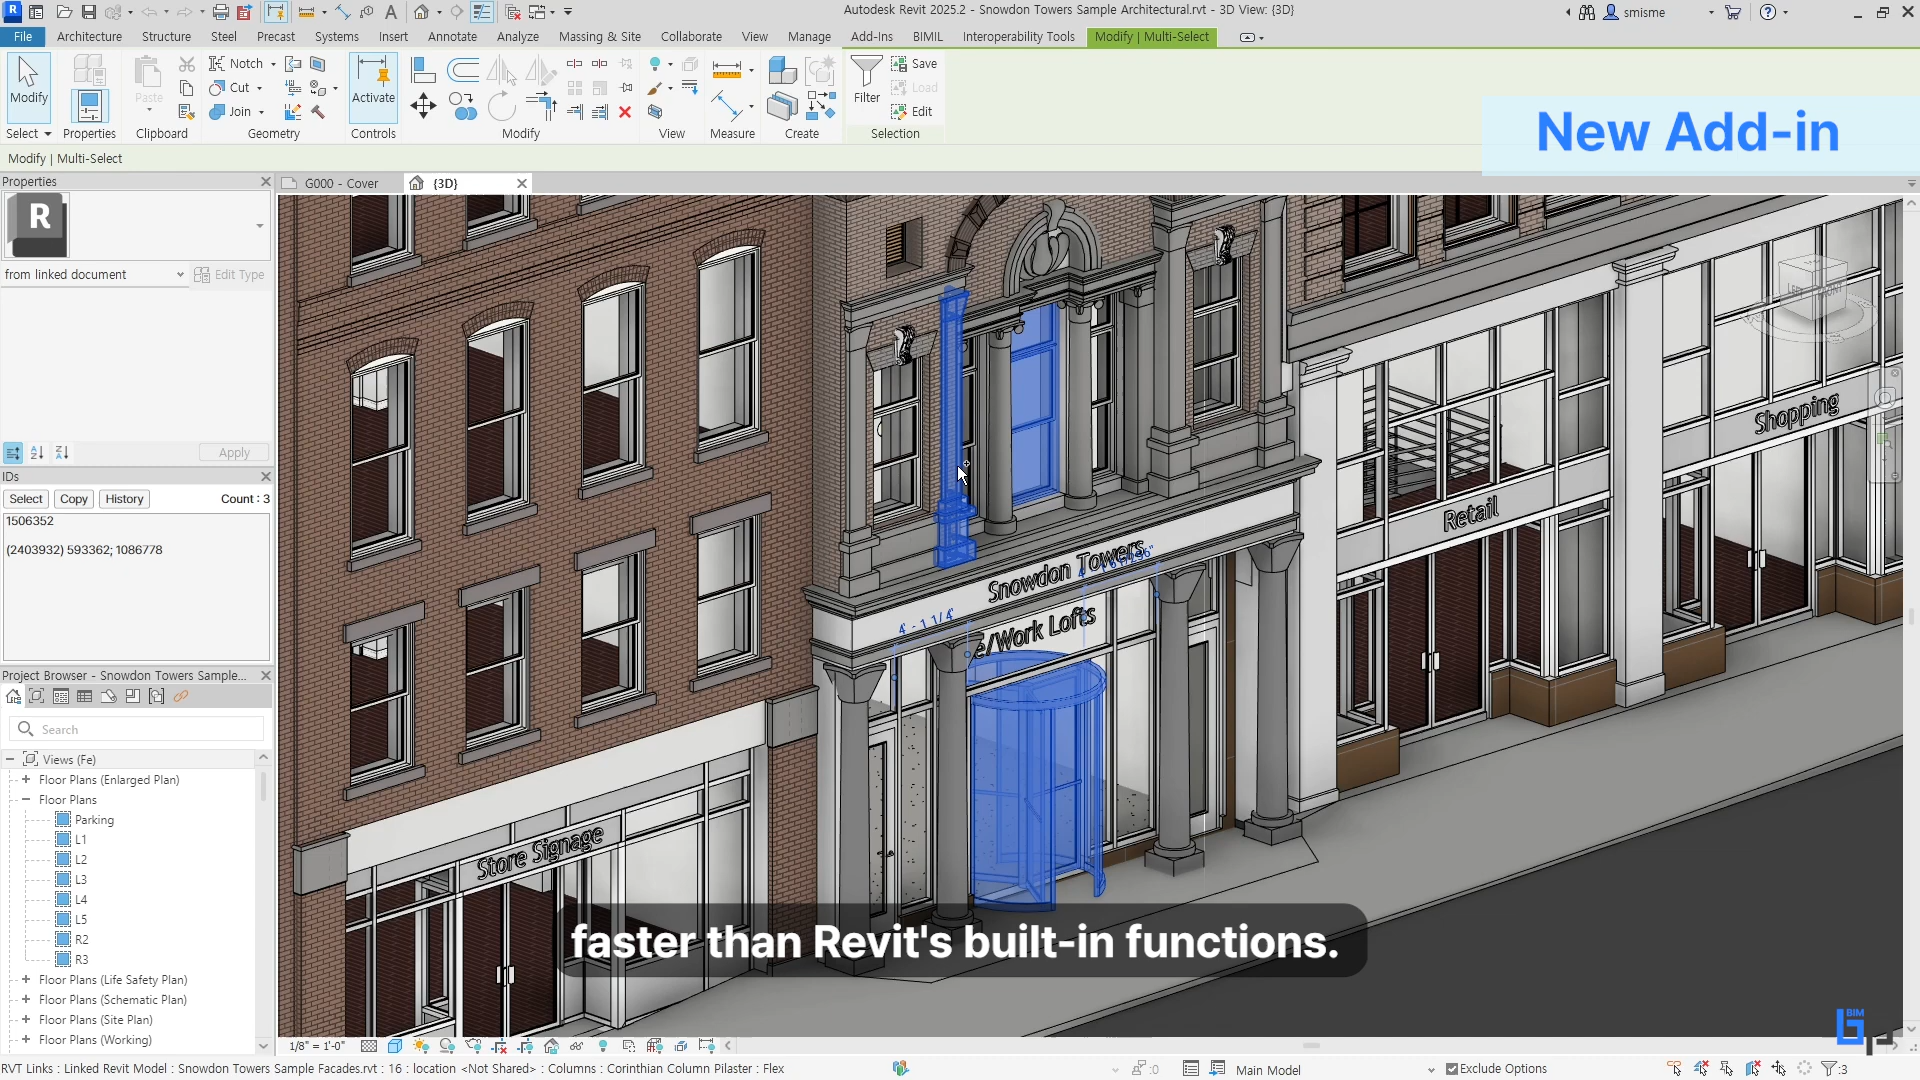 Autodesk Revit 2025.2 - Snowdon Towers Sample Architectural.rvt - 3D View: {3D}
smisme
File Architecture Structure Steel Precast Systems Insert Annotate Analyze Massing & Site Collaborate View Manage Add-Ins BIMIL Interoperability Tools Modify | Multi-Select
Modify
Paste
Notch
Cut
Join
Activate
Filter
Save
Load
Edit
Select Properties Clipboard Geometry Controls Modify View Measure Create Selection
New Add-in
Modify | Multi-Select
Properties
G000 - Cover
{3D}
R
from linked document
Edit Type
Apply
IDs
Select Copy History Count : 3
1506352
(2403932) 593362; 1086778
Project Browser - Snowdon Towers Sample...
Search
Views (Fe)
Floor Plans (Enlarged Plan)
Floor Plans
Parking
L1
L2
L3
L4
L5
R2
R3
Floor Plans (Life Safety Plan)
Floor Plans (Schematic Plan)
Floor Plans (Site Plan)
Floor Plans (Working)
LEFT
FRONT
Shopping
Retail
Snowdon Towers
4' - 1 1/4"
e/Work Lofts
Store Signage
faster than Revit's built-in functions.
BIM
1/8" = 1'-0"
RVT Links : Linked Revit Model : Snowdon Towers Sample Facades.rvt : 16 : location <Not Shared> : Columns : Corinthian Column Pilaster : Flex
:0
Main Model
Exclude Options
:3